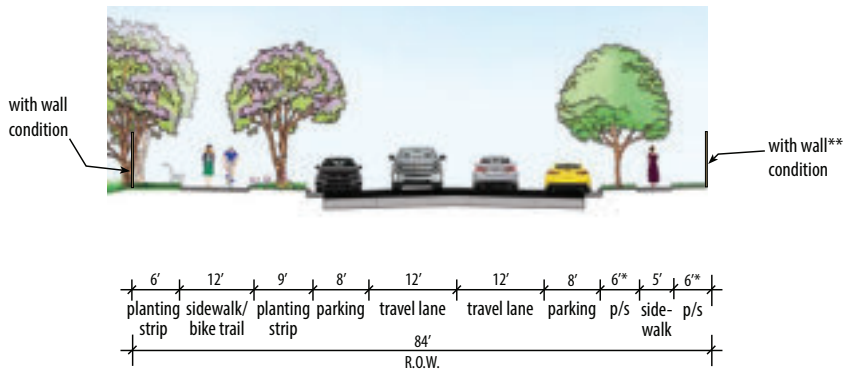 with wall
condition
with wall**
condition
6’ 12’ 9’ 8’ 12’ 12’ 8’ 6’* 5’ 6’*
planting sidewalk/ planting parking travel lane travel lane parking p/s side- p/s
strip bike trail strip walk
84’
R.O.W.